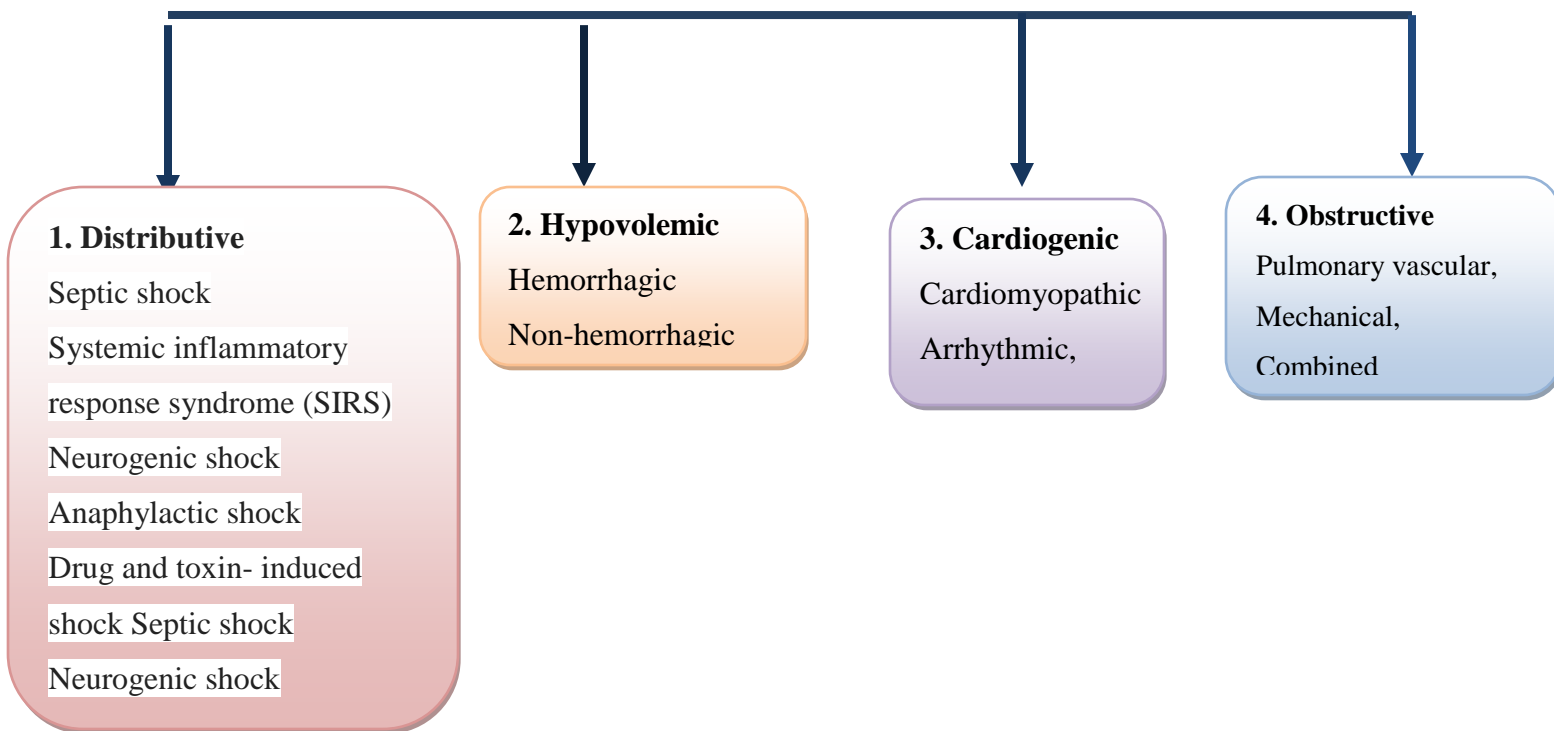 1. Distributive
Septic shock
Systemic inflammatory
response syndrome (SIRS)
Neurogenic shock
Anaphylactic shock
Drug and toxin- induced
shock Septic shock
Neurogenic shock
2. Hypovolemic
Hemorrhagic
Non-hemorrhagic
3. Cardiogenic
Cardiomyopathic
Arrhythmic,
4. Obstructive
Pulmonary vascular,
Mechanical,
Combined